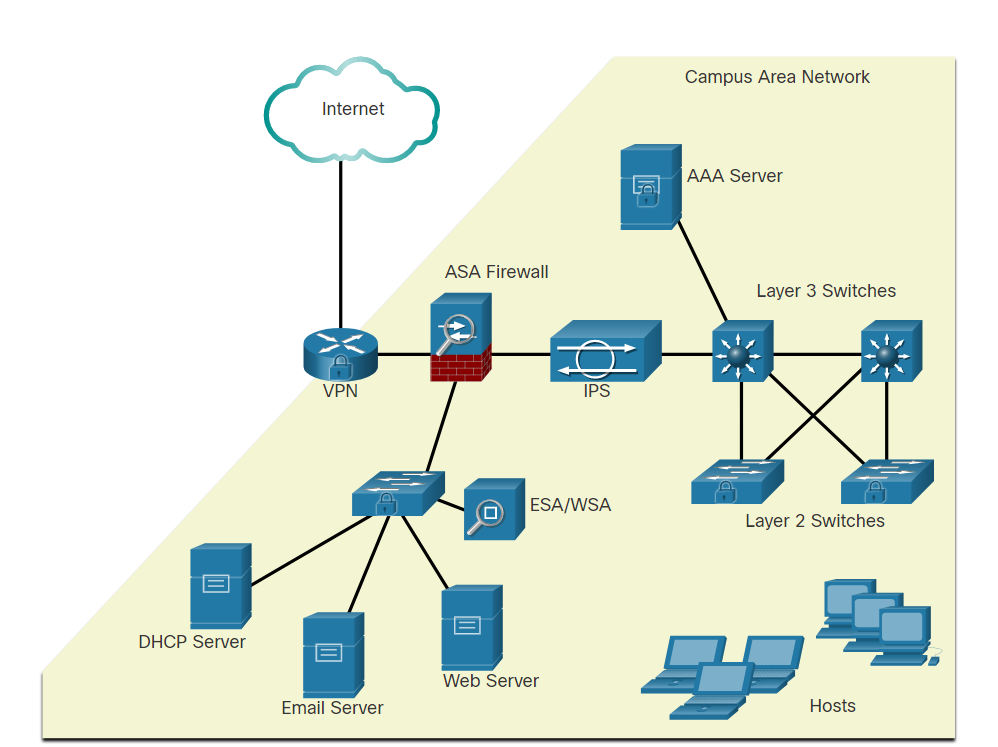 Campus Area Network
Internet
AAA Server
ASA Firewall
Layer 3 Switches
VPN
IPS
ESA/WSA
Layer 2 Switches
DHCP Server
Web Server
Email Server
Hosts